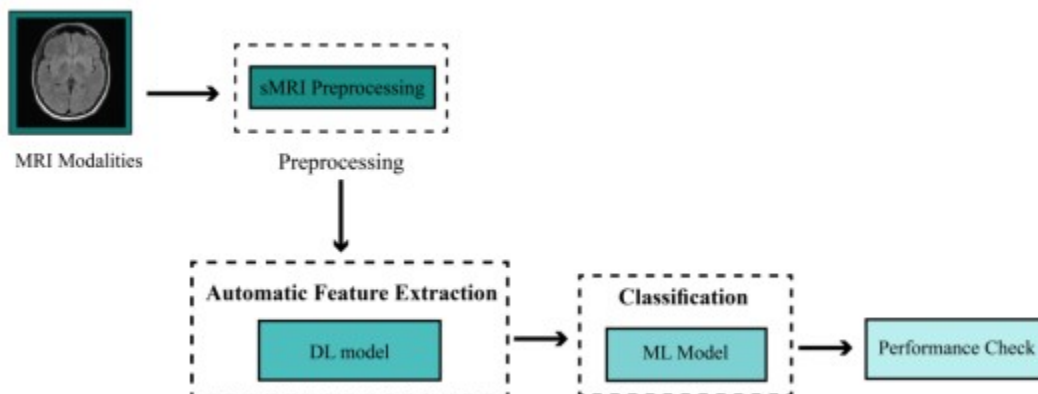 sMRI Preprocessing
MRI Modalities
Preprocessing
Automatic Feature Extraction
DL model
Classification
ML Model
Performance Check